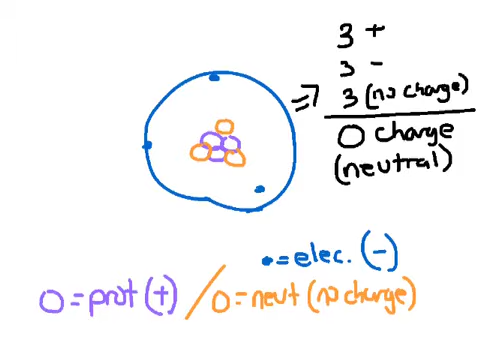 3 +
3 -
3 (no charge)
0 charge
(neutral)
• = elec. (-)
O = prot (+) / O = neut (no charge)